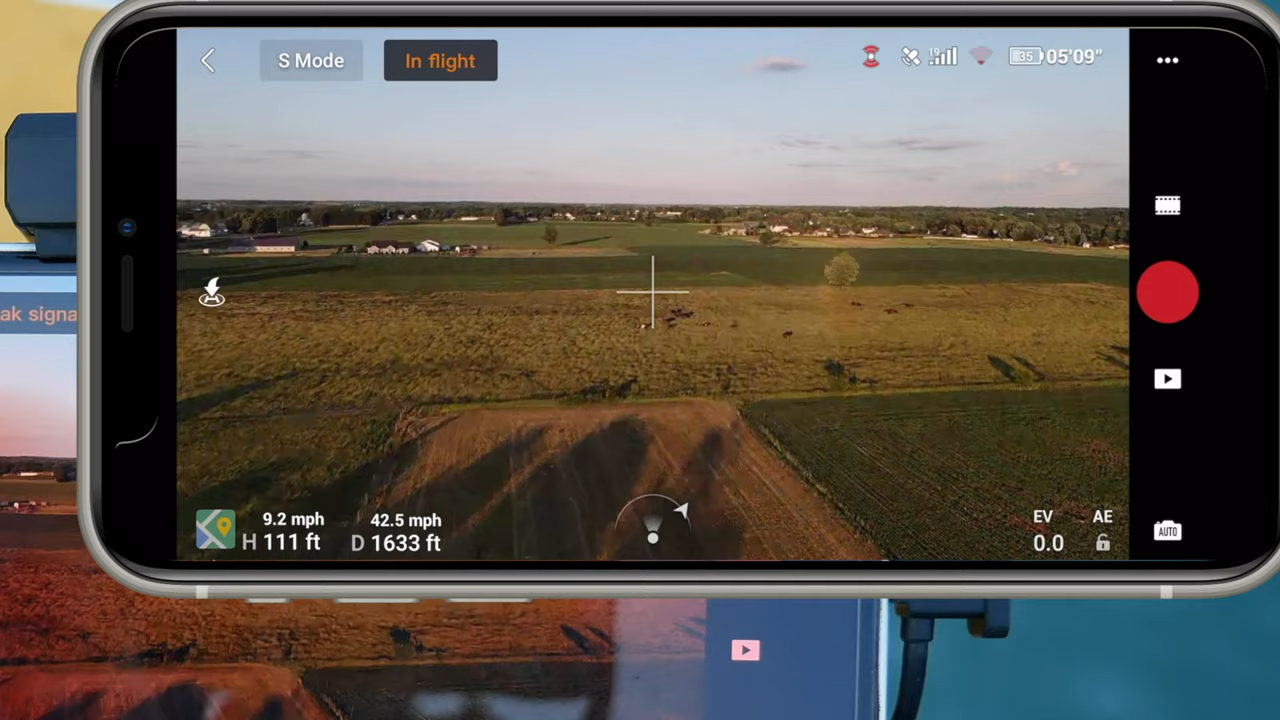 S Mode
In flight
19
35
05'09”
ak signa
9.2 mph
42.5 mph
H 111 ft
D 1633 ft
EV
AE
0.0
AUTO